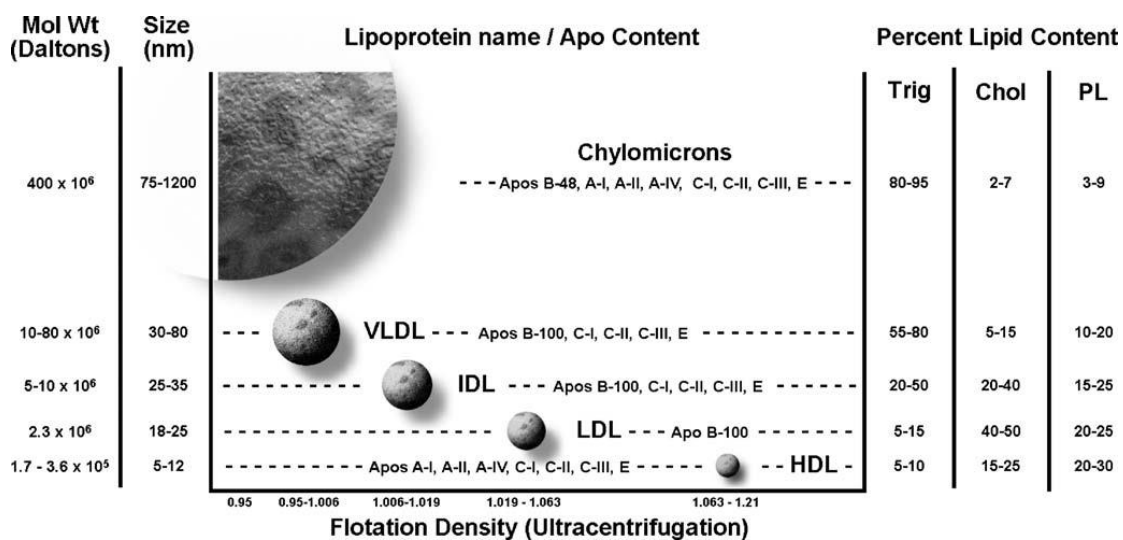 Mol Wt (Daltons) Size (nm) Lipoprotein name / Apo Content Percent Lipid Content
Trig Chol PL
Chylomicrons
400 x 10⁶ 75-1200 Apos B-48, A-I, A-II, A-IV, C-I, C-II, C-III, E 80-95 2-7 3-9
10-80 x 10⁶ 30-80 VLDL Apos B-100, C-I, C-II, C-III, E 55-80 5-15 10-20
5-10 x 10⁶ 25-35 IDL Apos B-100, C-I, C-II, C-III, E 20-50 20-40 15-25
2.3 x 10⁶ 18-25 LDL Apo B-100 5-15 40-50 20-25
1.7 - 3.6 x 10⁵ 5-12 Apos A-I, A-II, A-IV, C-I, C-II, C-III, E HDL 5-10 15-25 20-30
0.95 0.95-1.006 1.006-1.019 1.019 - 1.063 1.063 - 1.21
Flotation Density (Ultracentrifugation)